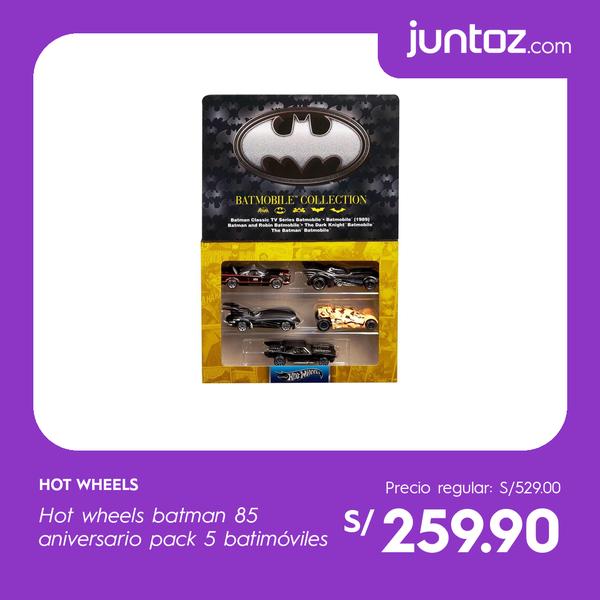 juntoz.com
BATMOBILE™ COLLECTION
Batman Classic TV Series Batmobile • Batmobile™ (1989)
Batman and Robin Batmobile™ • The Dark Knight™ Batmobile™
The Batman™ Batmobile™
Hot Wheels
HOT WHEELS
Precio regular: S/529.00
Hot wheels batman 85
aniversario pack 5 batimóviles
S/ 259.90